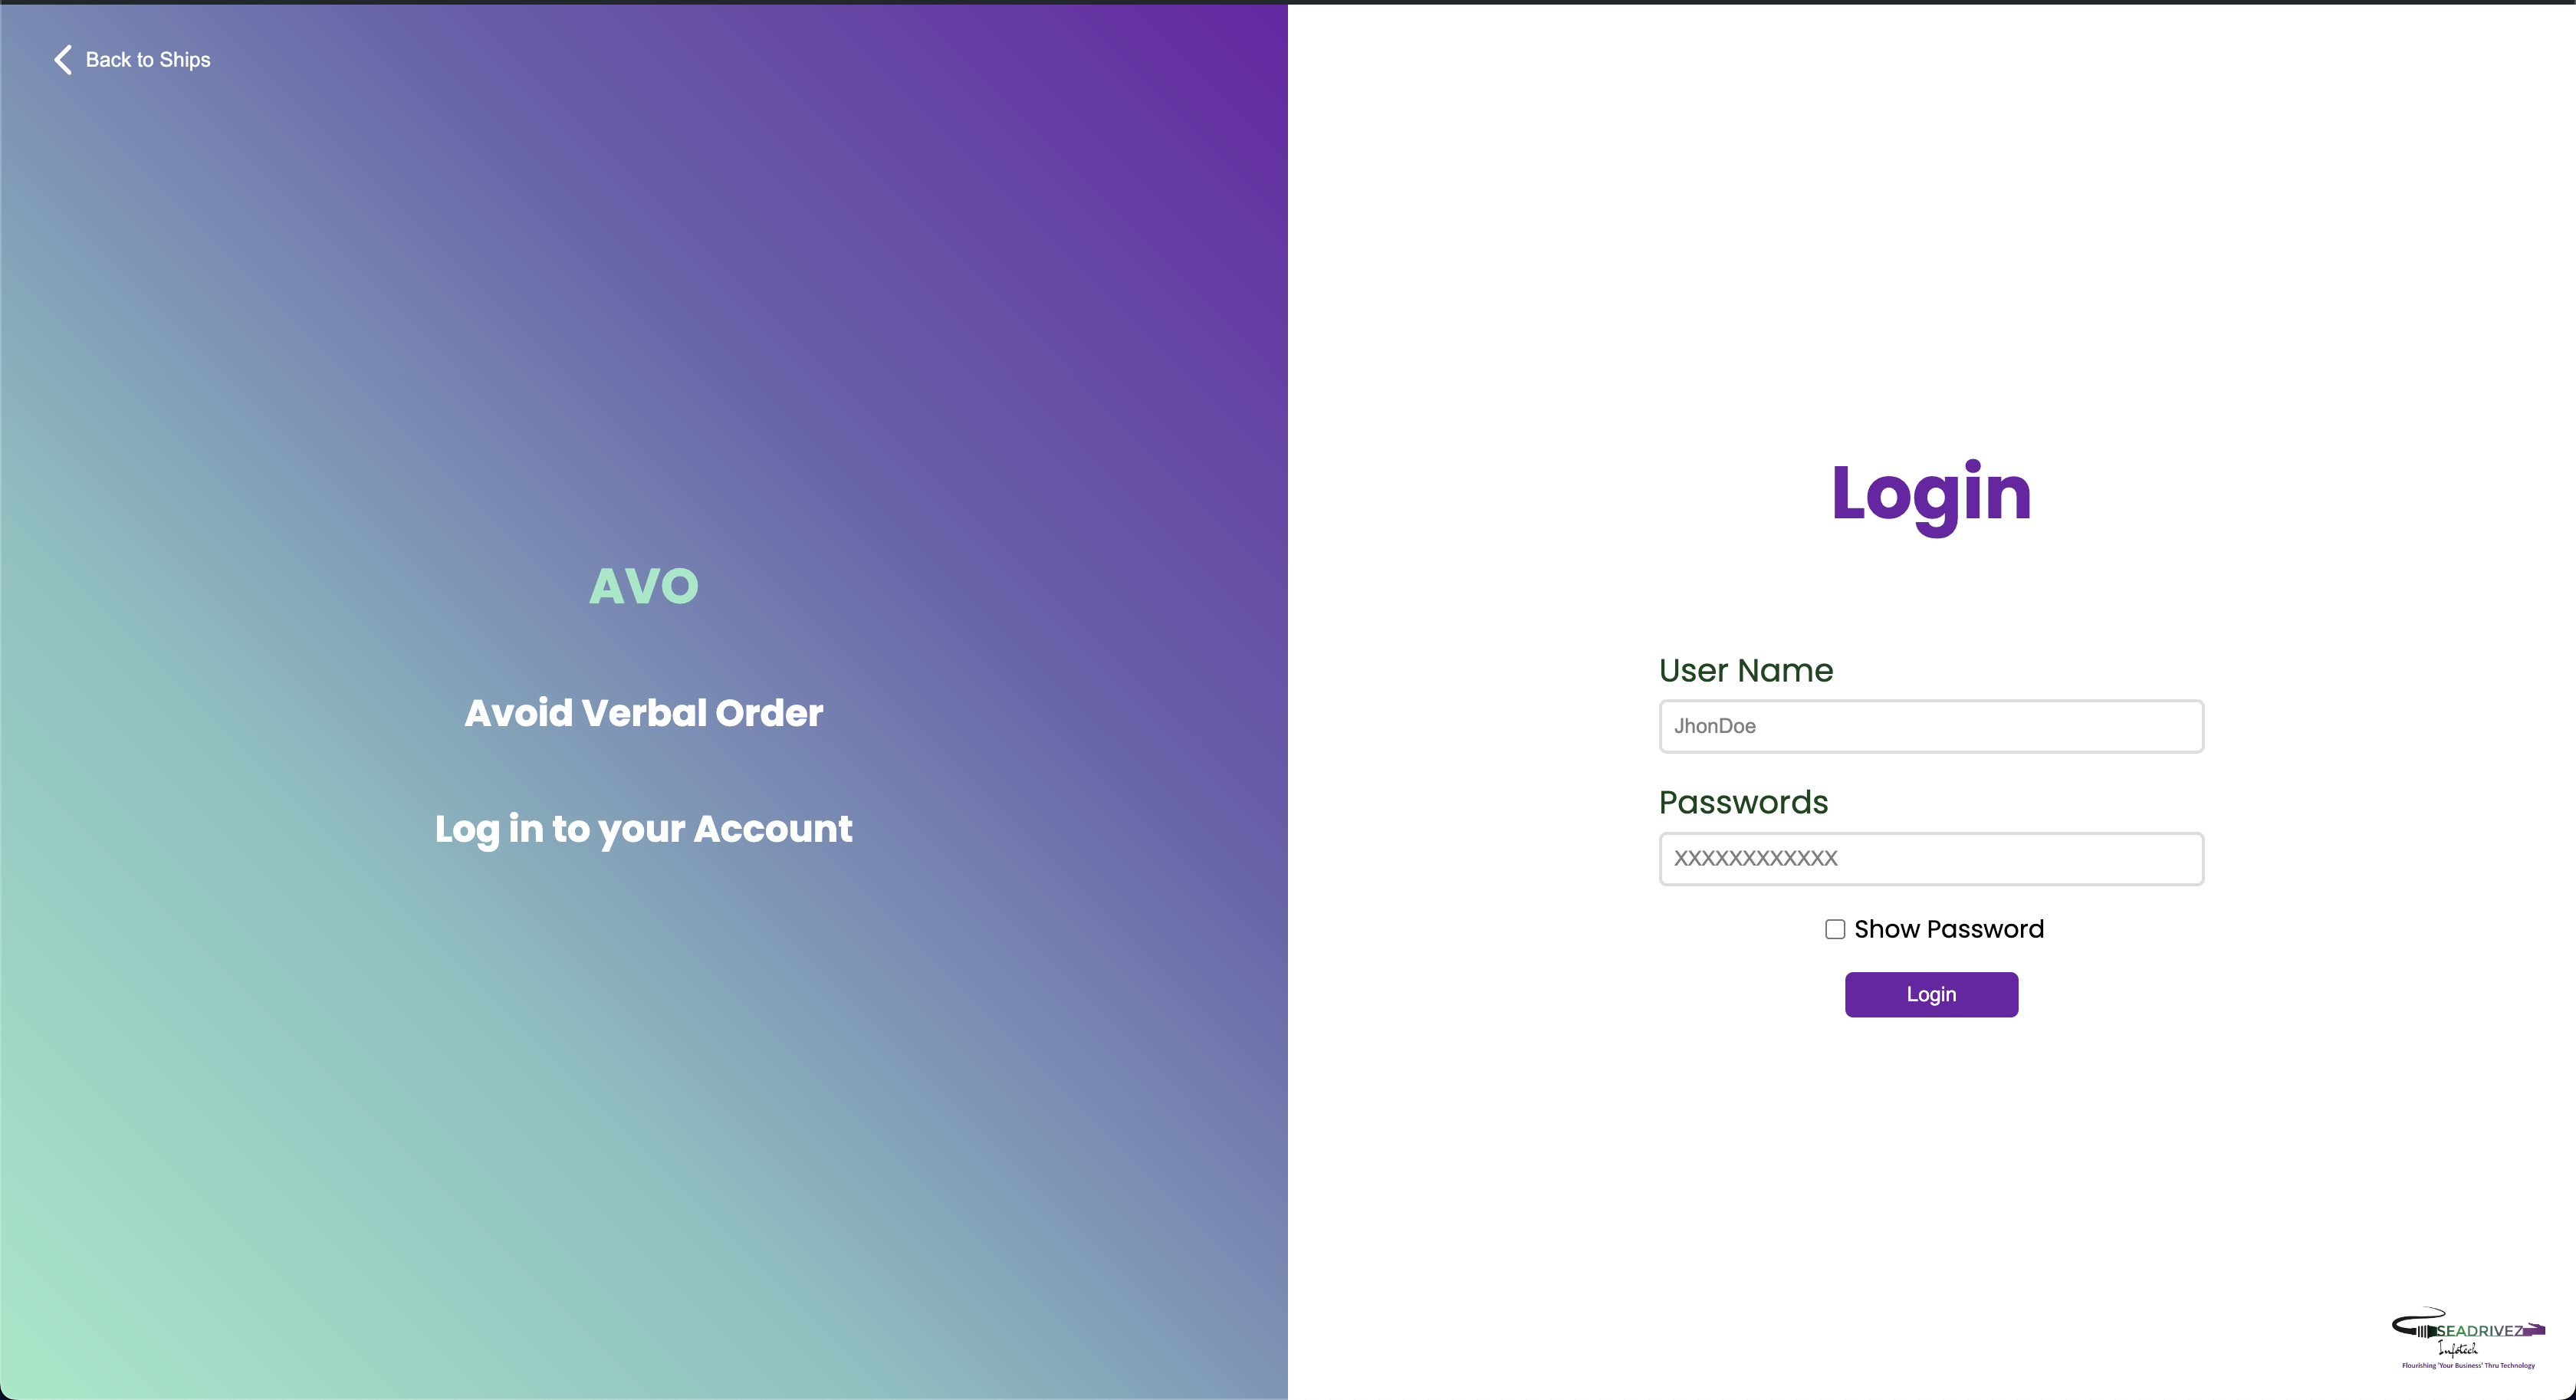 Back to Ships
AVO
Avoid Verbal Order
Log in to your Account
Login
User Name
JhonDoe
Passwords
XXXXXXXXXXXX
Show Password
Login
SEADRIVEZ
Infotech
Flourishing 'Your Business' Thru Technology